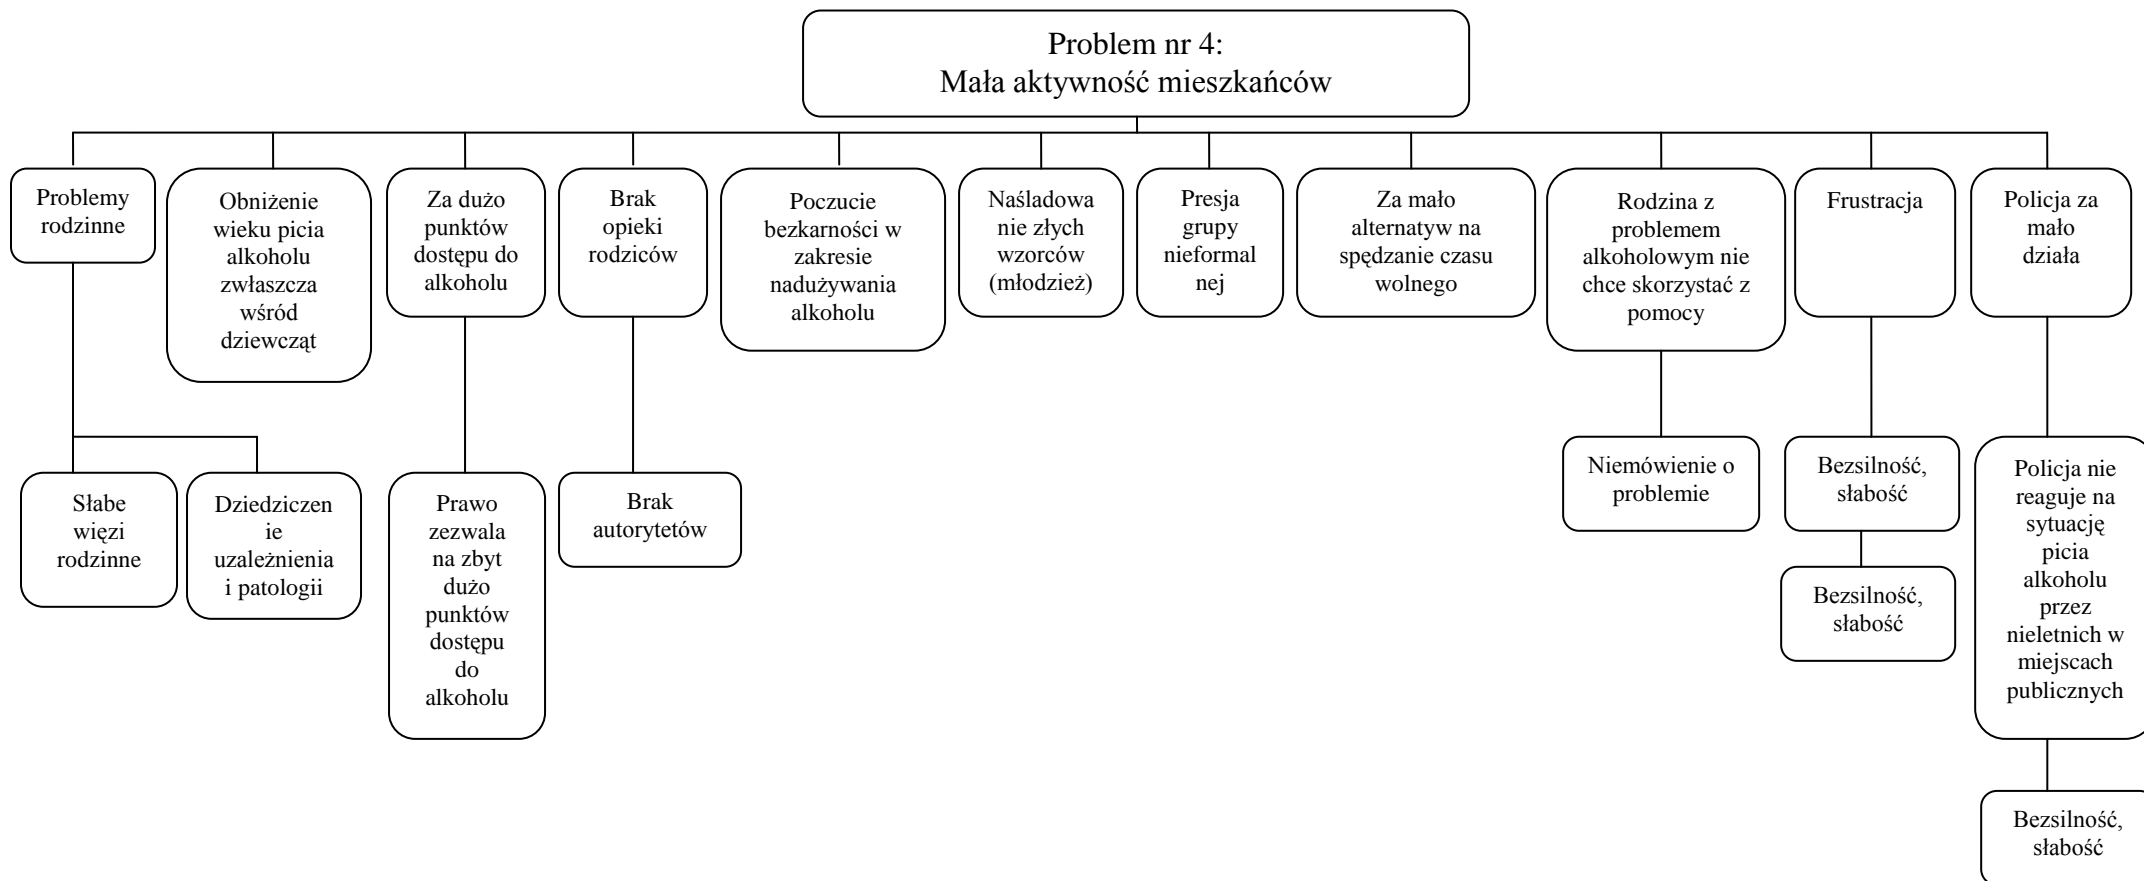 Problem nr 4:
Mała aktywność mieszkańców
Problemy
rodzinne
Obniżenie
wieku picia
alkoholu
zwłaszcza
wśród
dziewcząt
Za dużo
punktów
dostępu do
alkoholu
Brak
opieki
rodziców
Poczucie
bezkarności w
zakresie
nadużywania
alkoholu
Naśladowa
nie złych
wzorców
(młodzież)
Presja
grupy
nieformal
nej
Za mało
alternatyw na
spędzanie czasu
wolnego
Rodzina z
problemem
alkoholowym nie
chce skorzystać z
pomocy
Frustracja
Policja za
mało
działa
Słabe
więzi
rodzinne
Dziedziczen
ie
uzależnienia
i patologii
Prawo
zezwala
na zbyt
dużo
punktów
dostępu
do
alkoholu
Brak
autorytetów
Niemówienie o
problemie
Bezsilność,
słabość
Bezsilność,
słabość
Policja nie
reaguje na
sytuację
picia
alkoholu
przez
nieletnich w
miejscach
publicznych
Bezsilność,
słabość